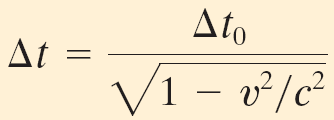 Δt = Δt₀ / √(1 − v²/c²)